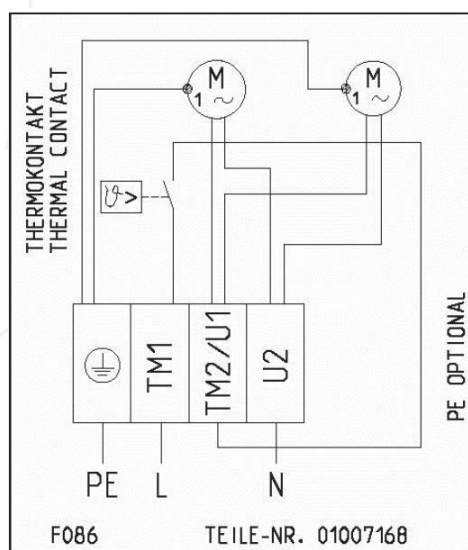 THERMOKONTAKT
THERMAL CONTACT
M
1 ~
M
1 ~
ϑ>
TM1
TM2/U1
U2
PE OPTIONAL
PE L N
F086 TEILE-NR. 01007168